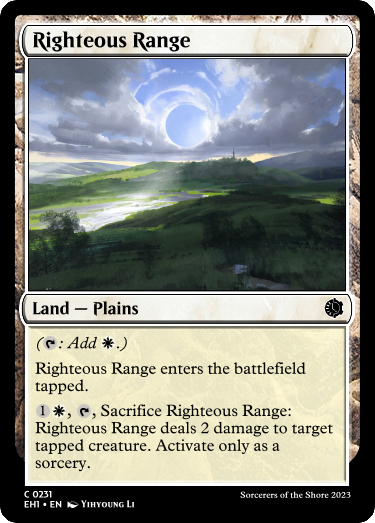 Righteous Range
Land — Plains
(T: Add W.)
Righteous Range enters the battlefield
tapped.
1 W, T, Sacrifice Righteous Range:
Righteous Range deals 2 damage to target
tapped creature. Activate only as a
sorcery.
C 0231
EH1 • EN Yihyoung Li
Sorcerers of the Shore 2023